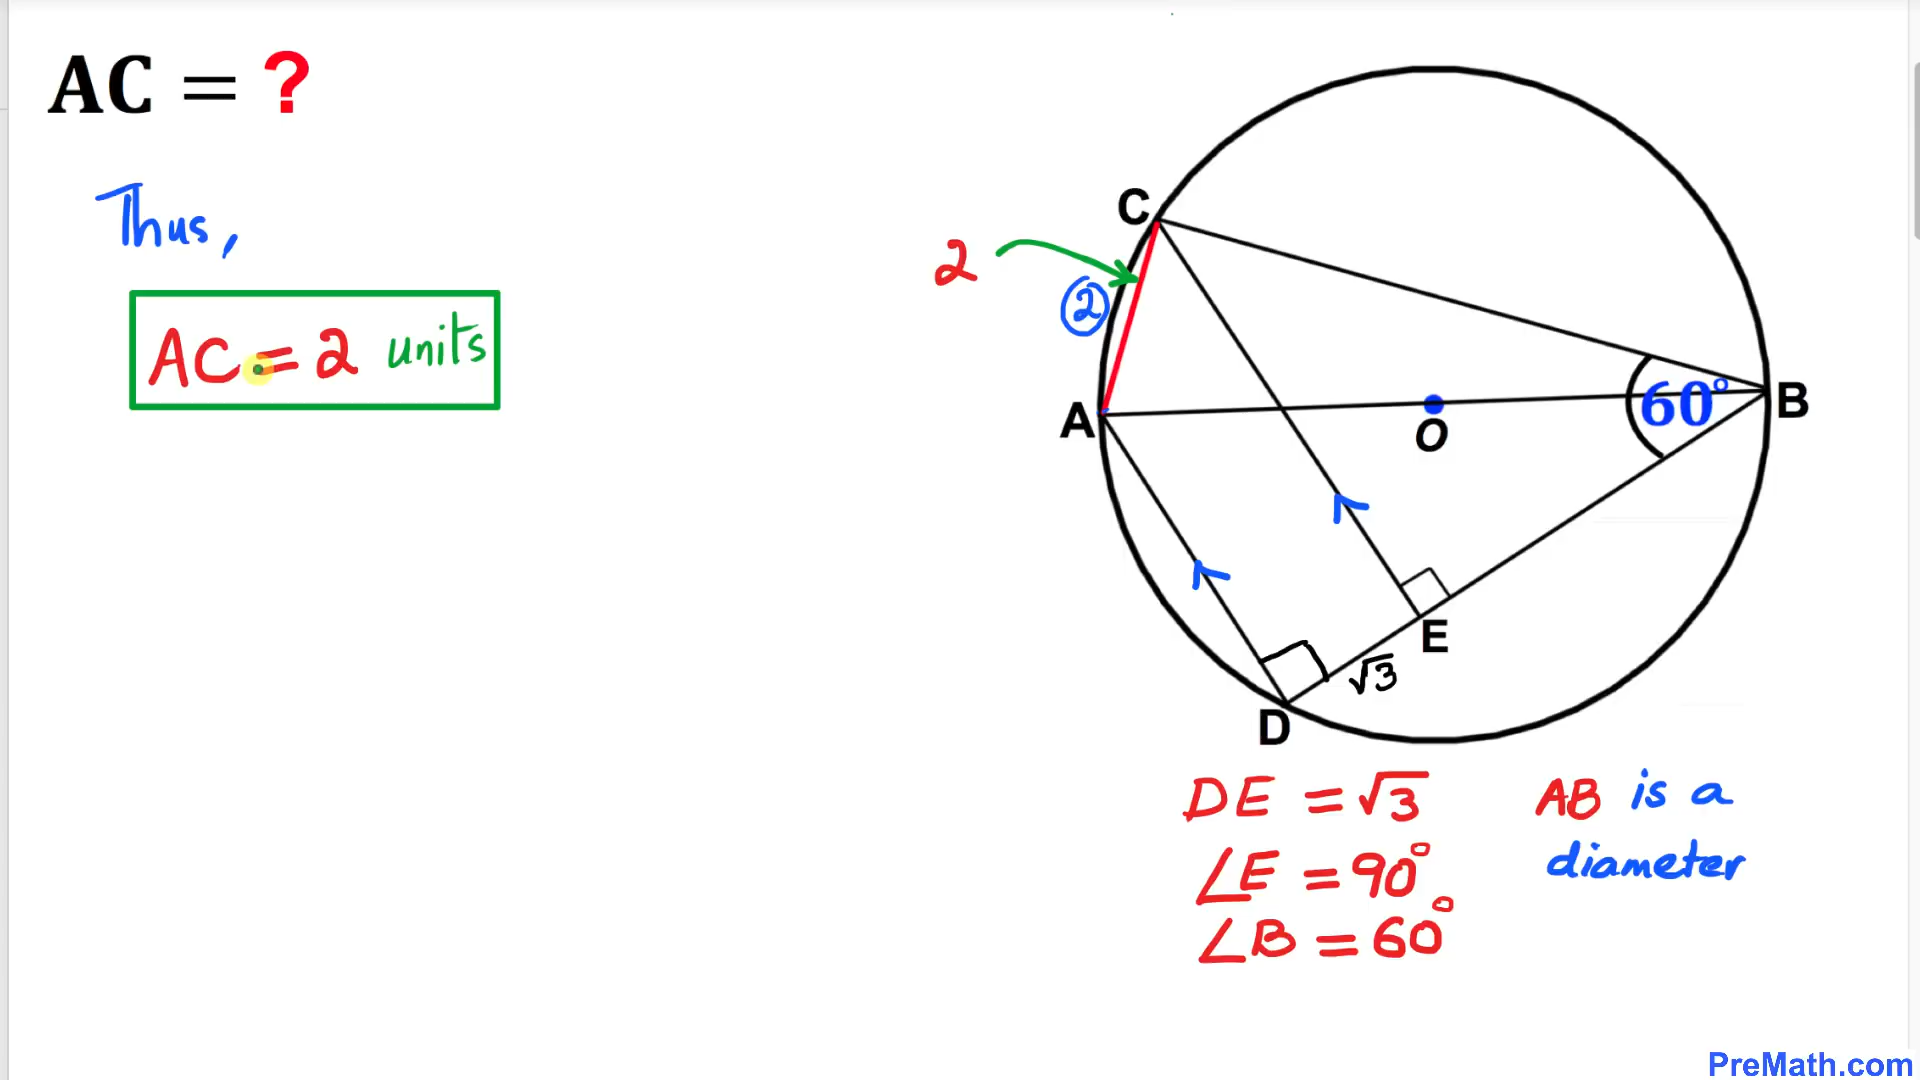 AC = ?
Thus,
AC = 2 units
C
2
2
A
O
60°
B
E
√3
D
DE = √3
AB is a
diameter
∠E = 90°
∠B = 60°
PreMath.com